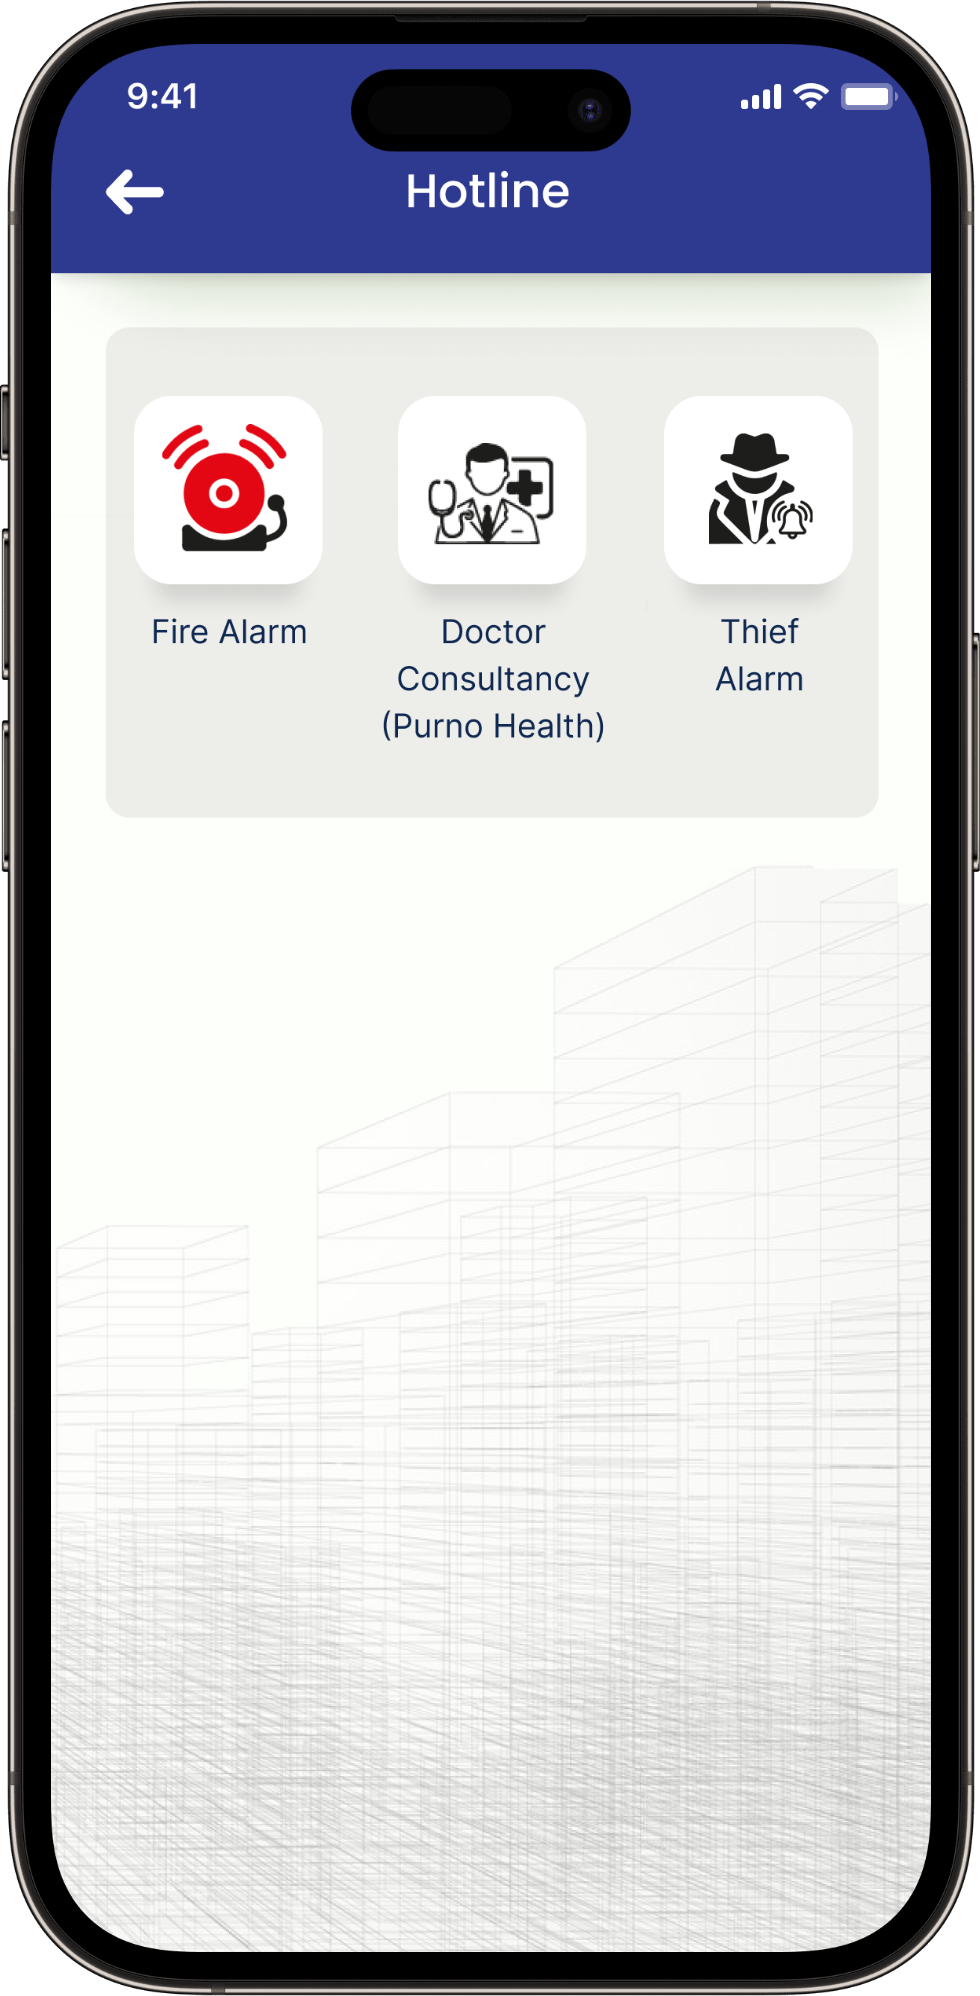 9:41
Hotline
Fire Alarm
Doctor
Consultancy
(Purno Health)
Thief
Alarm